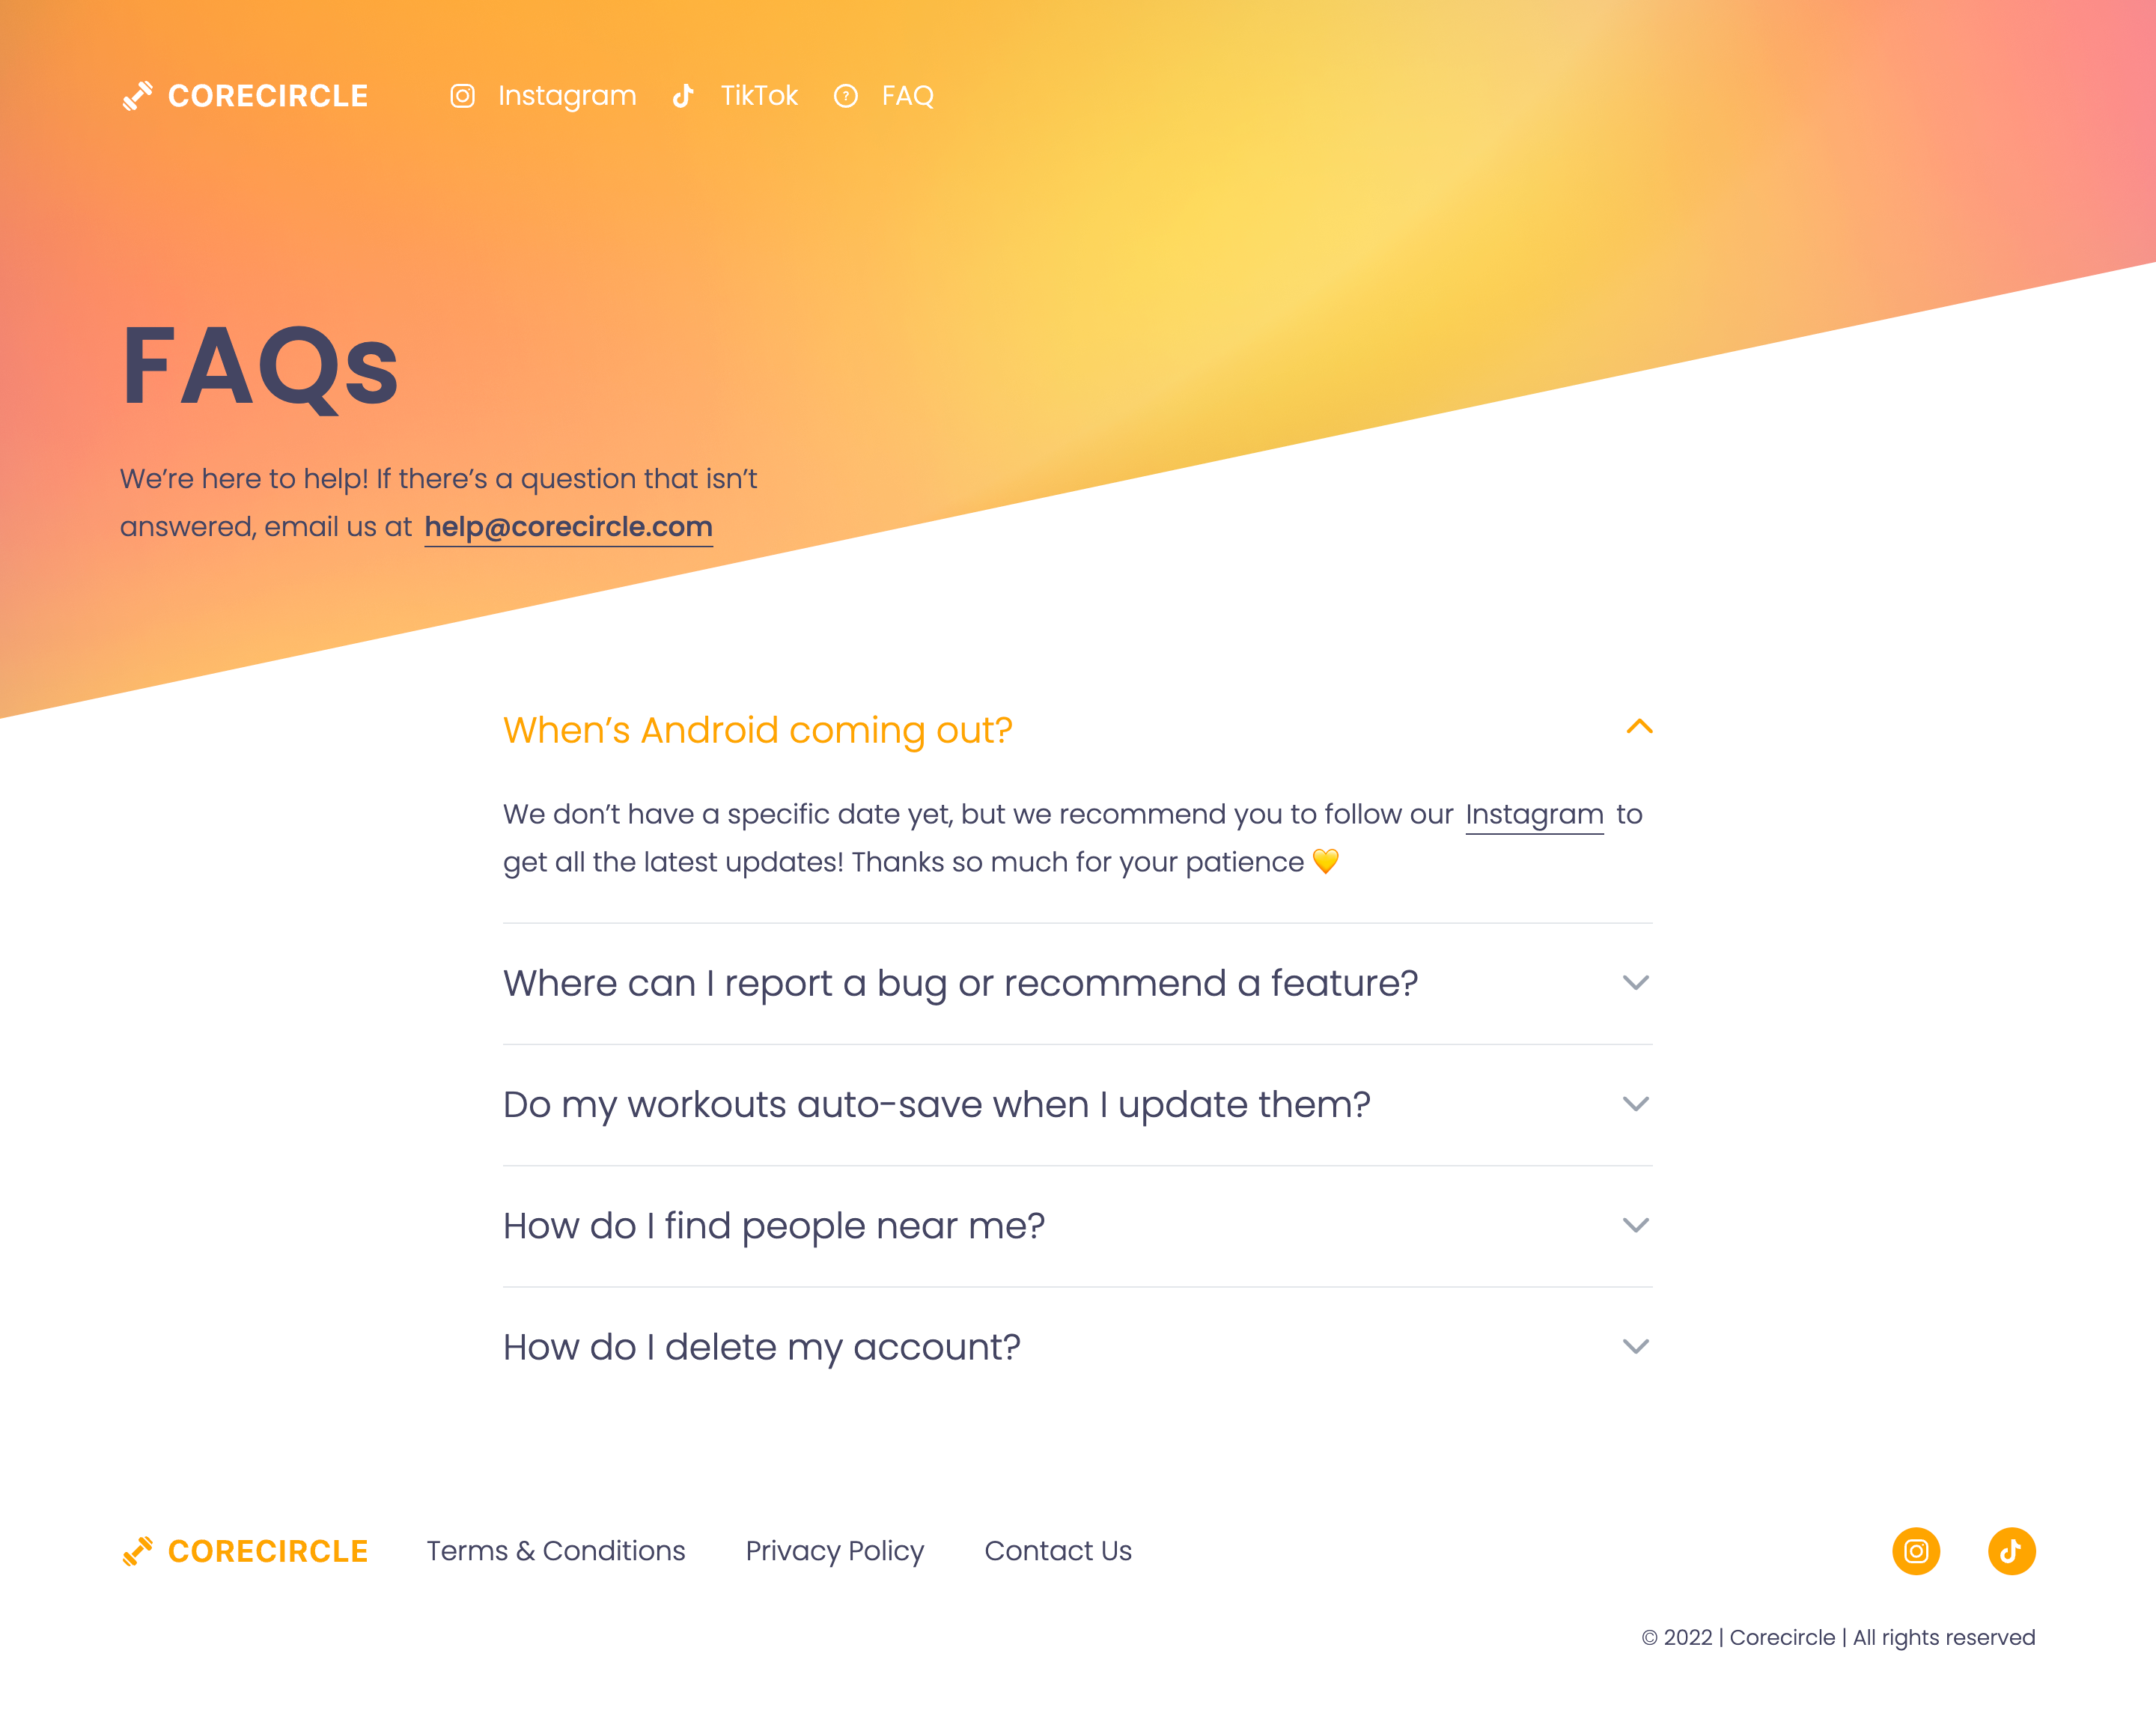 CORECIRCLE Instagram TikTok FAQ
FAQs
We’re here to help! If there’s a question that isn’t
answered, email us at help@corecircle.com
When’s Android coming out?
We don’t have a specific date yet, but we recommend you to follow our Instagram to
get all the latest updates! Thanks so much for your patience 💛
Where can I report a bug or recommend a feature?
Do my workouts auto-save when I update them?
How do I find people near me?
How do I delete my account?
CORECIRCLE Terms & Conditions Privacy Policy Contact Us
© 2022 | Corecircle | All rights reserved